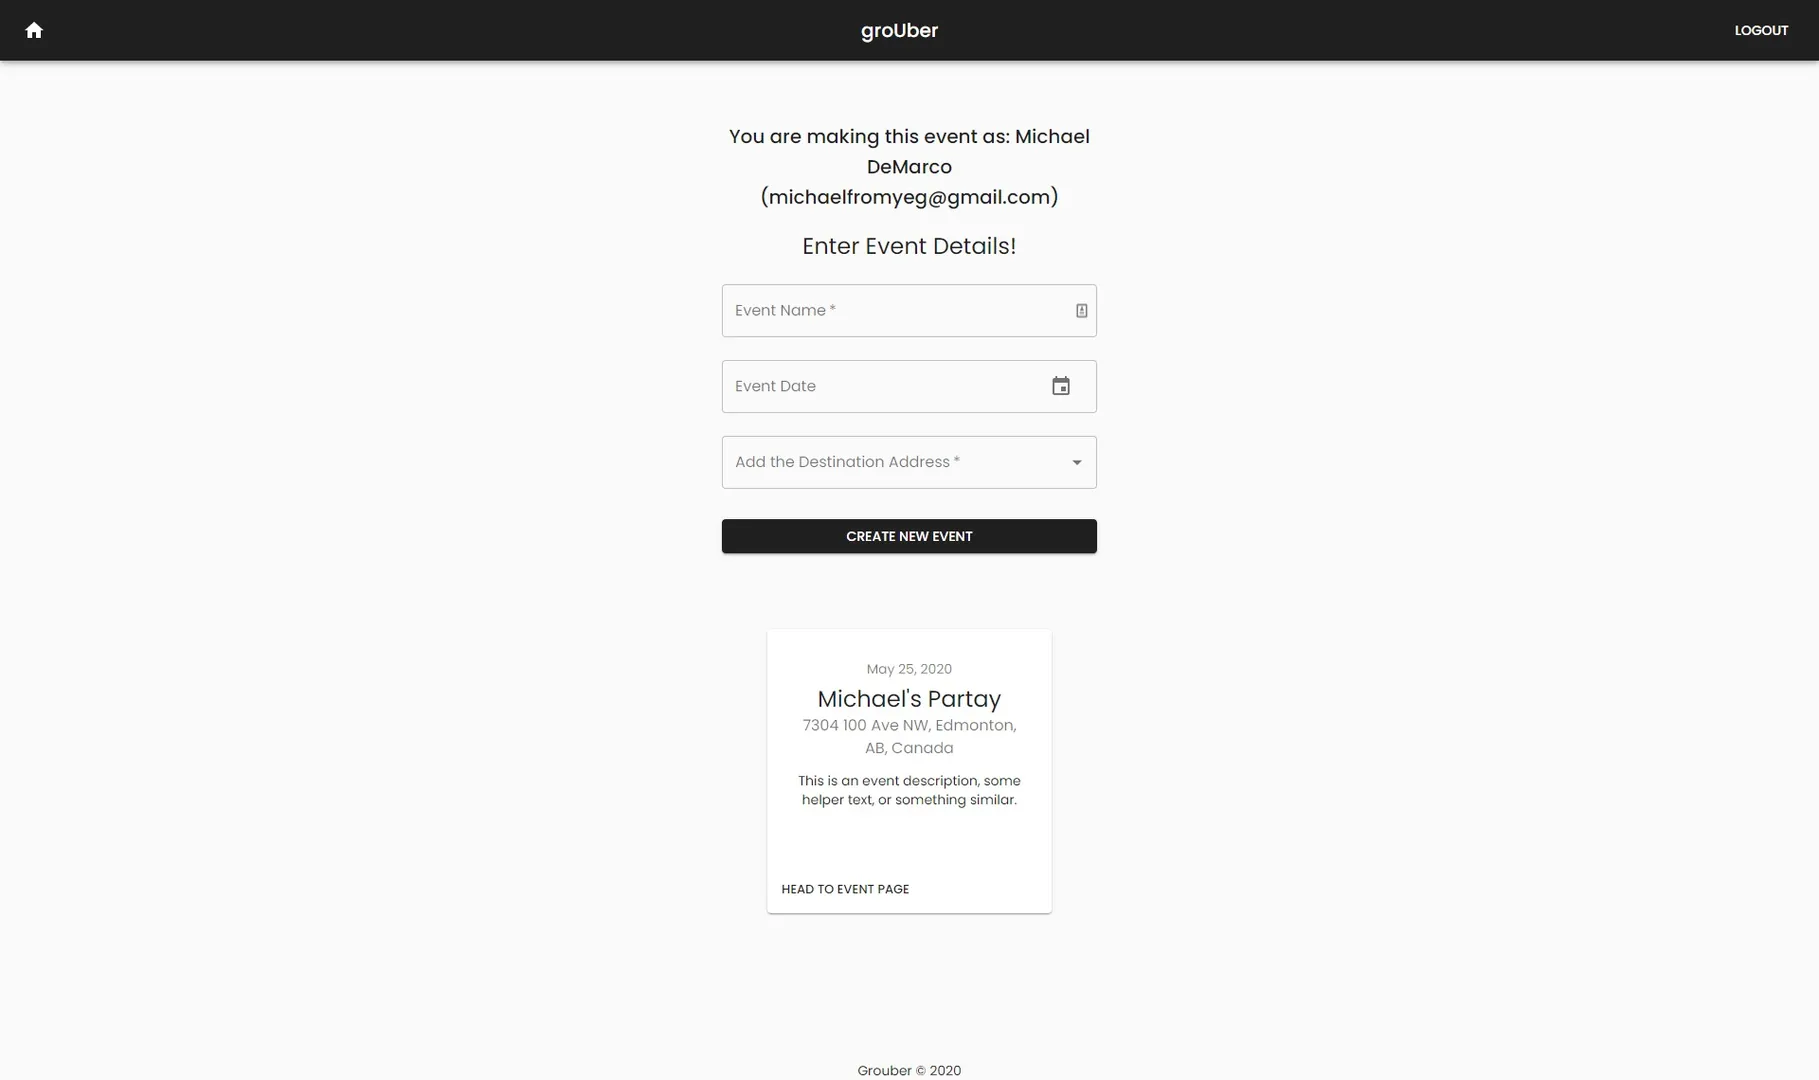 groUber
LOGOUT
You are making this event as: Michael
DeMarco
(michaelfromyeg@gmail.com)
Enter Event Details!
Event Name *
Event Date
Add the Destination Address *
CREATE NEW EVENT
May 25, 2020
Michael's Partay
7304 100 Ave NW, Edmonton,
AB, Canada
This is an event description, some
helper text, or something similar.
HEAD TO EVENT PAGE
Grouber © 2020